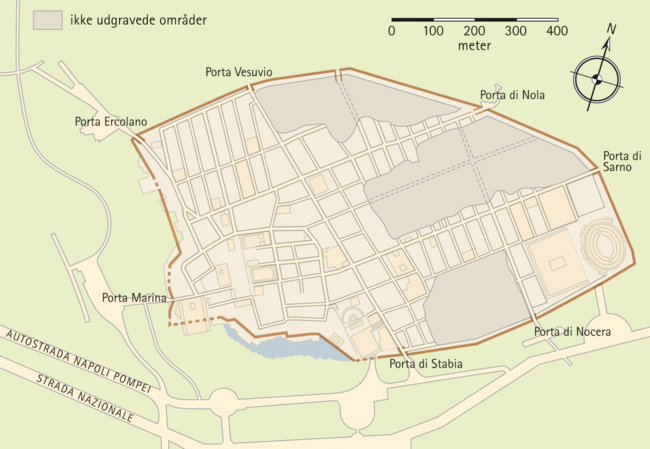 ikke udgravede områder
0 100 200 300 400
meter
N
Porta Vesuvio
Porta di Nola
Porta Ercolano
Porta di
Sarno
Porta Marina
Porta di Nocera
Porta di Stabia
AUTOSTRADA NAPOLI POMPEI
STRADA NAZIONALE